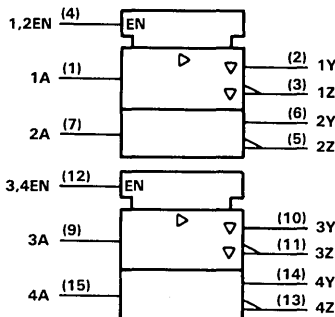 1,2EN (4) EN
1A (1) (2) 1Y
(3) 1Z
2A (7) (6) 2Y
(5) 2Z
3,4EN (12) EN
3A (9) (10) 3Y
(11) 3Z
4A (15) (14) 4Y
(13) 4Z